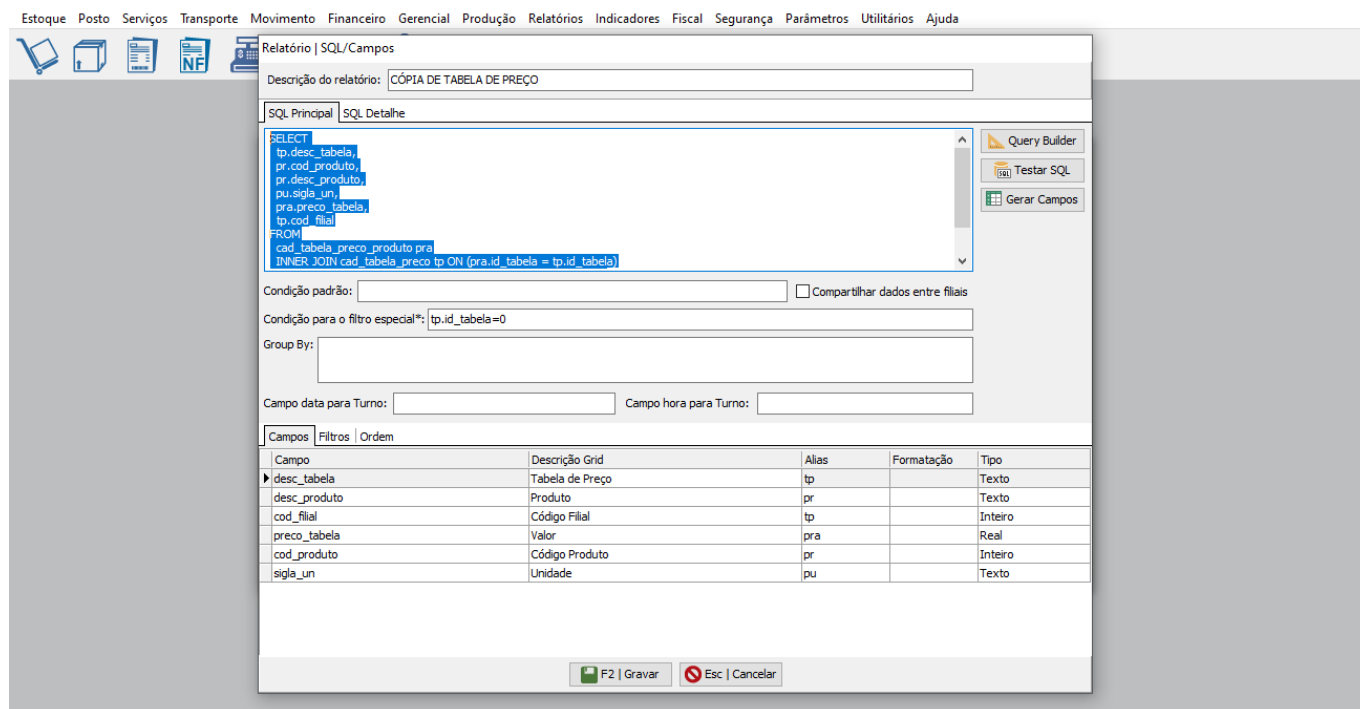 Estoque Posto Serviços Transporte Movimento Financeiro Gerencial Produção Relatórios Indicadores Fiscal Segurança Parâmetros Utilitários Ajuda
NF
Relatório | SQL/Campos
Descrição do relatório: CÓPIA DE TABELA DE PREÇO
SQL Principal SQL Detalhe
SELECT
tp.desc_tabela,
pr.cod_produto,
pr.desc_produto,
pu.sigla_un,
pra.preco_tabela,
tp.cod_filial
FROM
cad_tabela_preco_produto pra
INNER JOIN cad_tabela_preco tp ON (pra.id_tabela = tp.id_tabela)
Query Builder
SQL Testar SQL
Gerar Campos
Condição padrão: Compartilhar dados entre filiais
Condição para o filtro especial*: tp.id_tabela=0
Group By:
Campo data para Turno: Campo hora para Turno:
Campos Filtros Ordem
Campo Descrição Grid Alias Formatação Tipo
desc_tabela Tabela de Preço tp Texto
desc_produto Produto pr Texto
cod_filial Código Filial tp Inteiro
preco_tabela Valor pra Real
cod_produto Código Produto pr Inteiro
sigla_un Unidade pu Texto
F2 | Gravar Esc | Cancelar